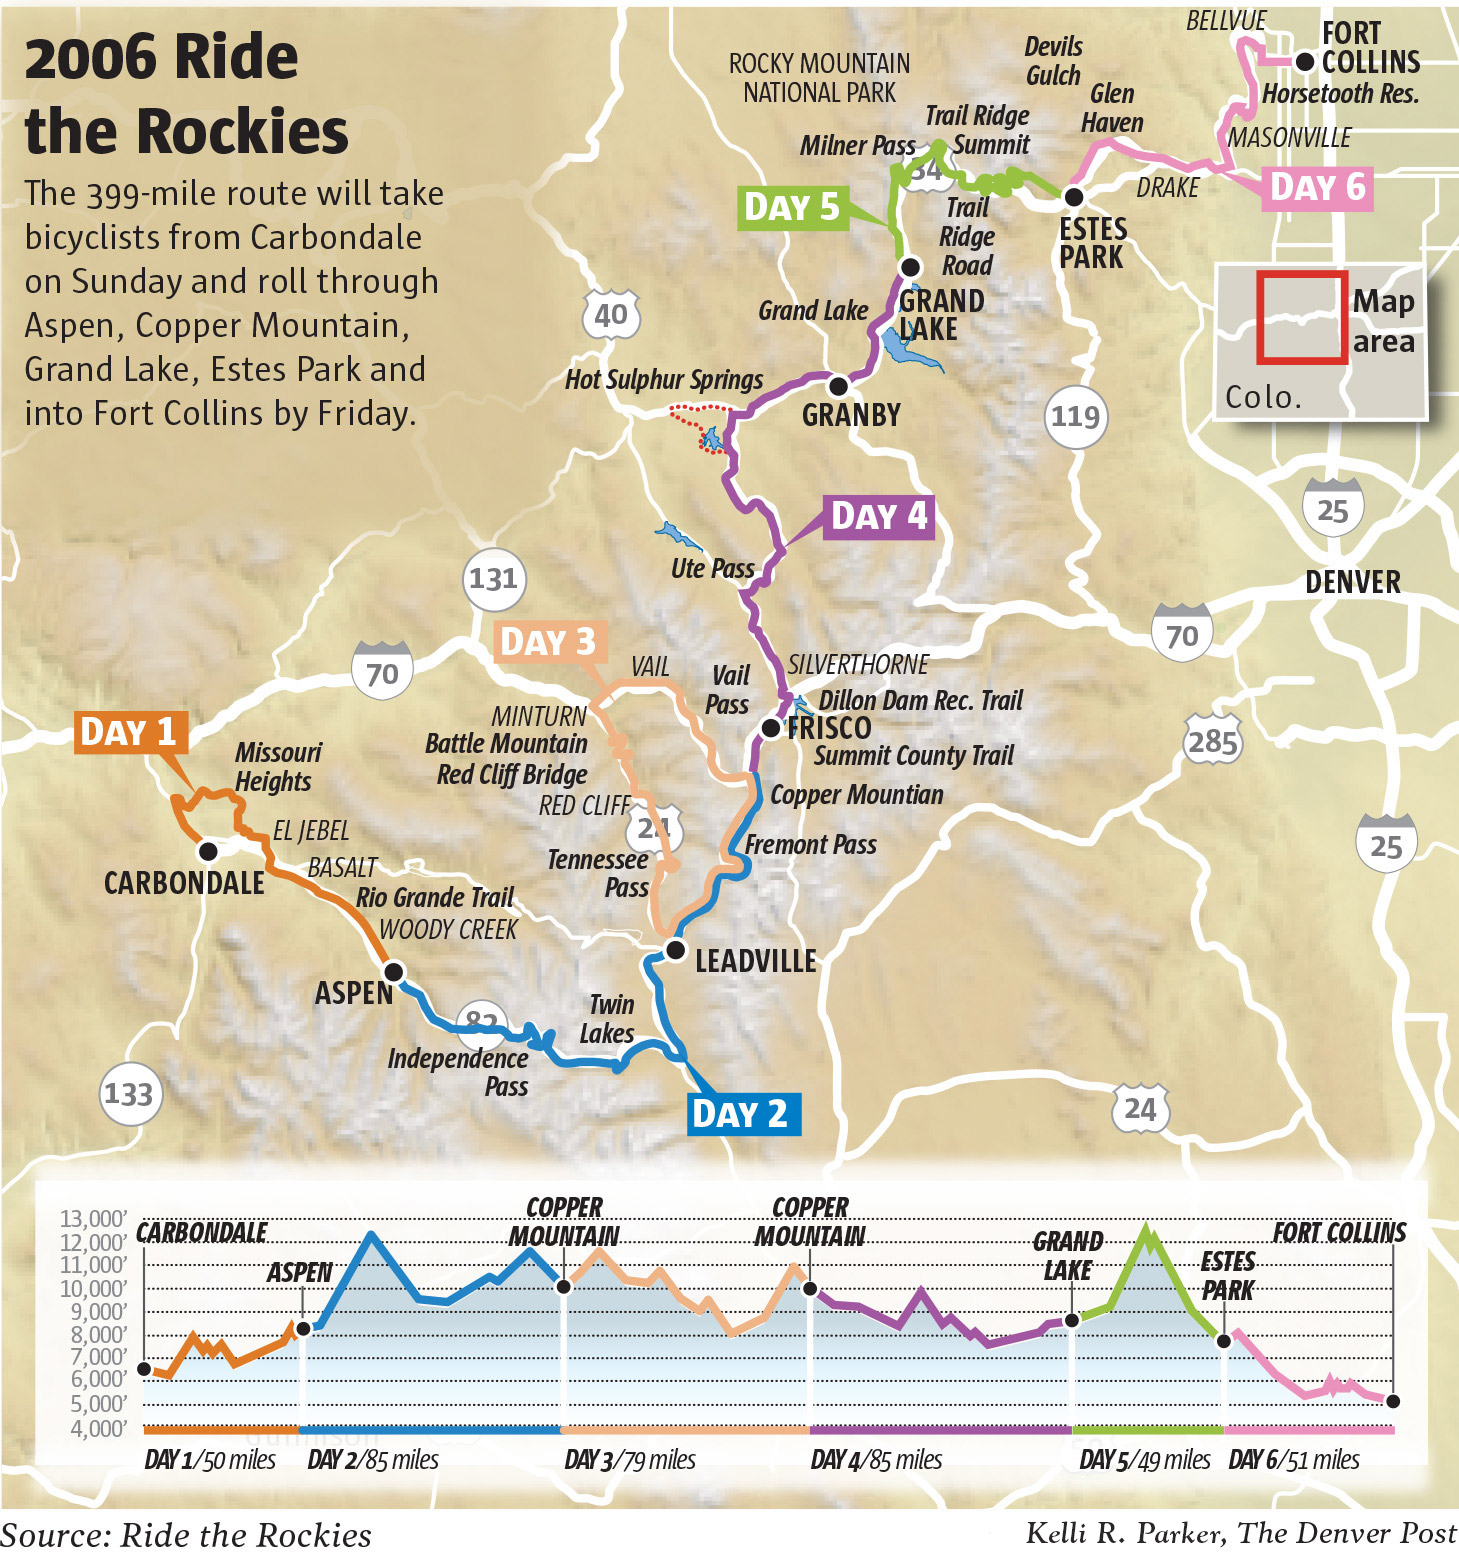 2006 Ride
the Rockies
The 399-mile route will take
bicyclists from Carbondale
on Sunday and roll through
Aspen, Copper Mountain,
Grand Lake, Estes Park and
into Fort Collins by Friday.
BELLVUE
FORT
COLLINS
Horsetooth Res.
MASONVILLE
Devils
Gulch
Glen
Haven
ROCKY MOUNTAIN
NATIONAL PARK
Trail Ridge
Summit
Milner Pass
34
DAY 5
DAY 6
DRAKE
Trail
Ridge
Road
ESTES
PARK
GRAND
LAKE
Grand Lake
Map
area
Colo.
40
Hot Sulphur Springs
GRANBY
119
25
DAY 4
DENVER
Ute Pass
131
70
70
DAY 3
VAIL
Vail
Pass
SILVERTHORNE
Dillon Dam Rec. Trail
FRISCO
Summit County Trail
MINTURN
Battle Mountain
Red Cliff Bridge
RED CLIFF
24
Copper Mountian
285
25
DAY 1
Missouri
Heights
EL JEBEL
BASALT
CARBONDALE
Rio Grande Trail
WOODY CREEK
Fremont Pass
Tennessee
Pass
LEADVILLE
ASPEN
82
Twin
Lakes
Independence
Pass
133
DAY 2
24
13,000’
12,000’
11,000’
10,000’
9,000’
8,000’
7,000’
6,000’
5,000’
4,000’
CARBONDALE
ASPEN
COPPER
MOUNTAIN
COPPER
MOUNTAIN
GRAND
LAKE
ESTES
PARK
FORT COLLINS
DAY 1/50 miles
DAY 2/85 miles
DAY 3/79 miles
DAY 4/85 miles
DAY 5/49 miles
DAY 6/51 miles
Source: Ride the Rockies
Kelli R. Parker, The Denver Post